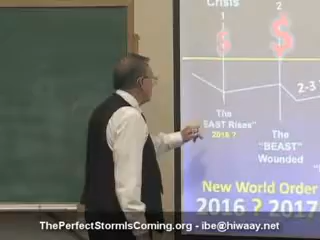 Crisis
1
2
$
$
2-3
The
EAST Rises"
2016 ?
The
"BEAST"
Wounded
New World Order
2016 ? 2017
ThePerfectStormIsComing.org - ibe@hiwaay.net